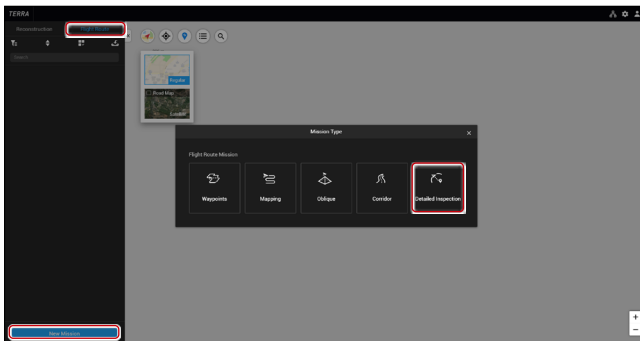 TERRA
Reconstruction
Flight Route
Search
Regular
Road Map
Satellite
Mission Type
×
Flight Route Mission
Waypoints
Mapping
Oblique
Corridor
Detailed Inspection
New Mission
+
−